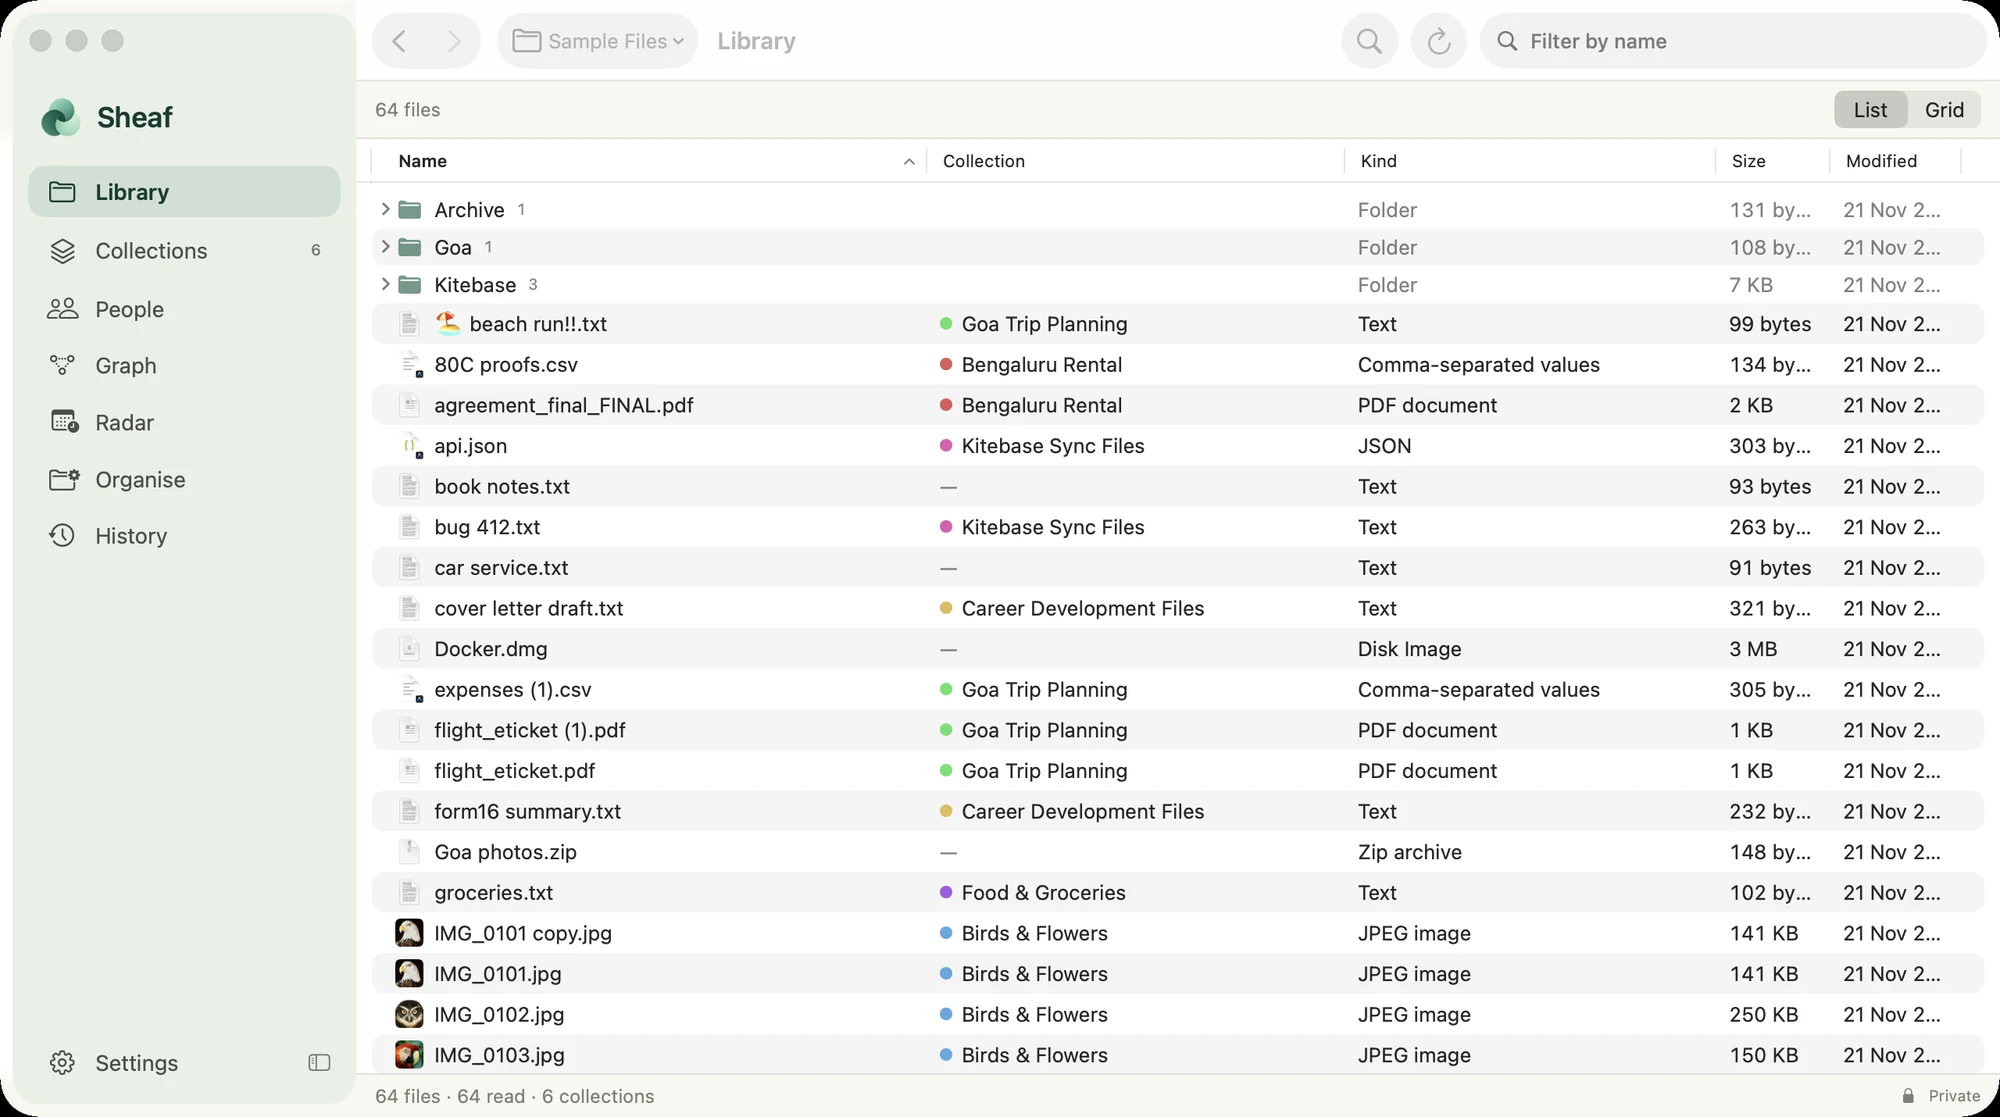 Sample Files
Library
Filter by name
Sheaf
64 files
List
Grid
Library
Collections 6
People
Graph
Radar
Organise
History
Settings
Name Collection Kind Size Modified
Archive 1 Folder 131 by... 21 Nov 2...
Goa 1 Folder 108 by... 21 Nov 2...
Kitebase 3 Folder 7 KB 21 Nov 2...
🏖️ beach run!!.txt Goa Trip Planning Text 99 bytes 21 Nov 2...
80C proofs.csv Bengaluru Rental Comma-separated values 134 by... 21 Nov 2...
agreement_final_FINAL.pdf Bengaluru Rental PDF document 2 KB 21 Nov 2...
api.json Kitebase Sync Files JSON 303 by... 21 Nov 2...
book notes.txt — Text 93 bytes 21 Nov 2...
bug 412.txt Kitebase Sync Files Text 263 by... 21 Nov 2...
car service.txt — Text 91 bytes 21 Nov 2...
cover letter draft.txt Career Development Files Text 321 by... 21 Nov 2...
Docker.dmg — Disk Image 3 MB 21 Nov 2...
expenses (1).csv Goa Trip Planning Comma-separated values 305 by... 21 Nov 2...
flight_eticket (1).pdf Goa Trip Planning PDF document 1 KB 21 Nov 2...
flight_eticket.pdf Goa Trip Planning PDF document 1 KB 21 Nov 2...
form16 summary.txt Career Development Files Text 232 by... 21 Nov 2...
Goa photos.zip — Zip archive 148 by... 21 Nov 2...
groceries.txt Food & Groceries Text 102 by... 21 Nov 2...
IMG_0101 copy.jpg Birds & Flowers JPEG image 141 KB 21 Nov 2...
IMG_0101.jpg Birds & Flowers JPEG image 141 KB 21 Nov 2...
IMG_0102.jpg Birds & Flowers JPEG image 250 KB 21 Nov 2...
IMG_0103.jpg Birds & Flowers JPEG image 150 KB 21 Nov 2...
64 files · 64 read · 6 collections
Private